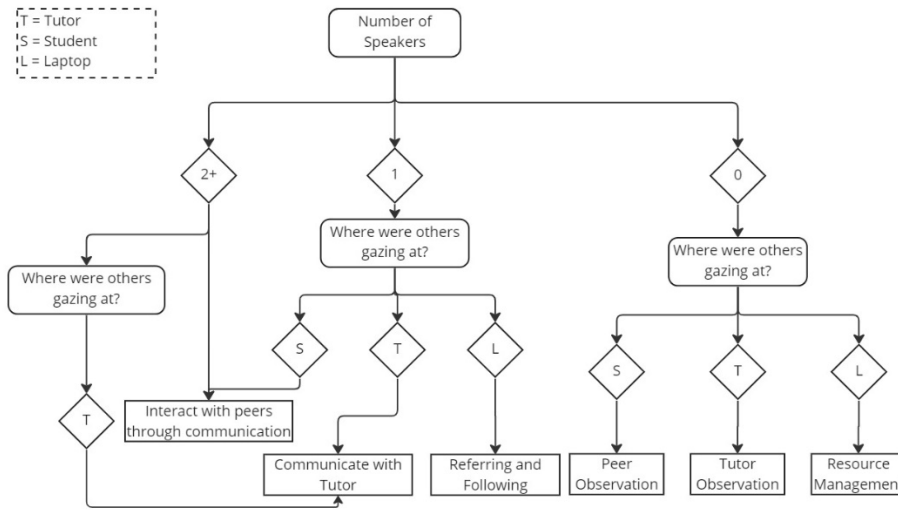 T = Tutor
S = Student
L = Laptop
Number of
Speakers
2+
1
0
Where were others
gazing at?
Where were others
gazing at?
Where were others
gazing at?
S
T
L
S
T
L
T
Interact with peers
through communication
Communicate with
Tutor
Referring and
Following
Peer
Observation
Tutor
Observation
Resource
Management